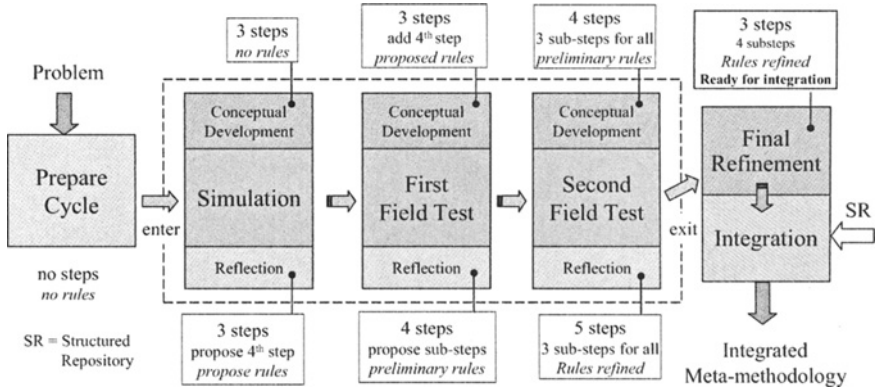 3 steps
no rules
3 steps
add 4th step
proposed rules
4 steps
3 sub-steps for all
preliminary rules
3 steps
4 substeps
Rules refined
Ready for integration
Problem
Prepare
Cycle
no steps
no rules
SR = Structured
Repository
enter
Conceptual
Development
Simulation
Reflection
Conceptual
Development
First
Field Test
Reflection
Conceptual
Development
Second
Field Test
Reflection
exit
Final
Refinement
Integration
SR
3 steps
propose 4th step
propose rules
4 steps
propose sub-steps
preliminary rules
5 steps
3 sub-steps for all
Rules refined
Integrated
Meta-methodology